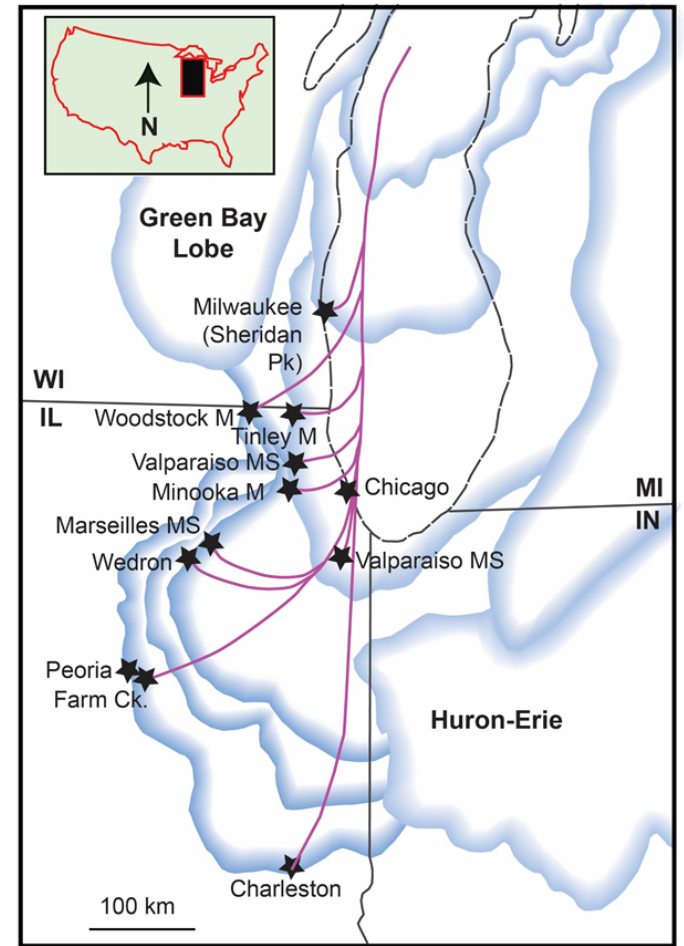 N
Green Bay
Lobe
Milwaukee
(Sheridan
Pk)
WI
IL
Woodstock M
Tinley M
Valparaiso MS
Minooka M
Chicago
MI
IN
Marseilles MS
Wedron
Valparaiso MS
Peoria
Farm Ck.
Huron-Erie
Charleston
100 km